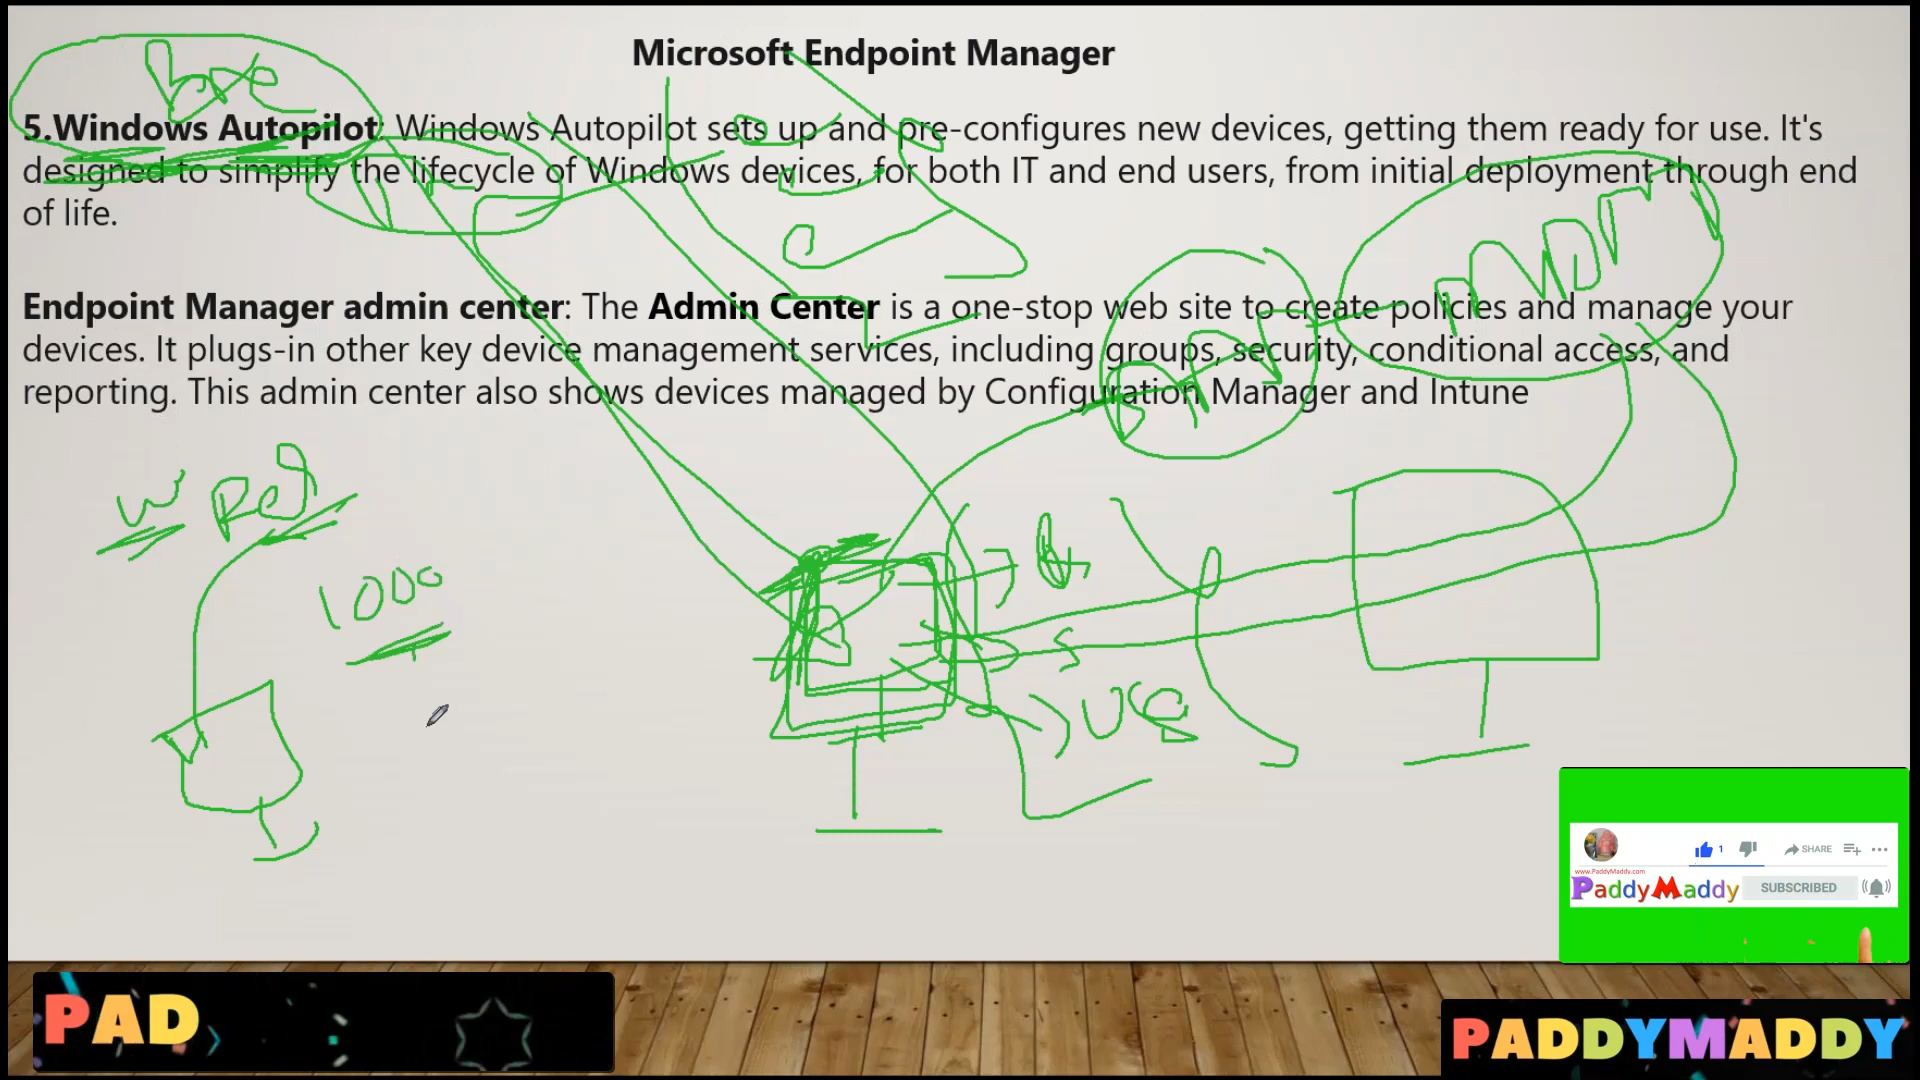 Microsoft Endpoint Manager
5.Windows Autopilot: Windows Autopilot sets up and pre-configures new devices, getting them ready for use. It's
designed to simplify the lifecycle of Windows devices, for both IT and end users, from initial deployment through end
of life.
Endpoint Manager admin center: The Admin Center is a one-stop web site to create policies and manage your
devices. It plugs-in other key device management services, including groups, security, conditional access, and
reporting. This admin center also shows devices managed by Configuration Manager and Intune
1000
1
SHARE
www.PaddyMaddy.com
PaddyMaddy
SUBSCRIBED
PAD
PADDYMADDY